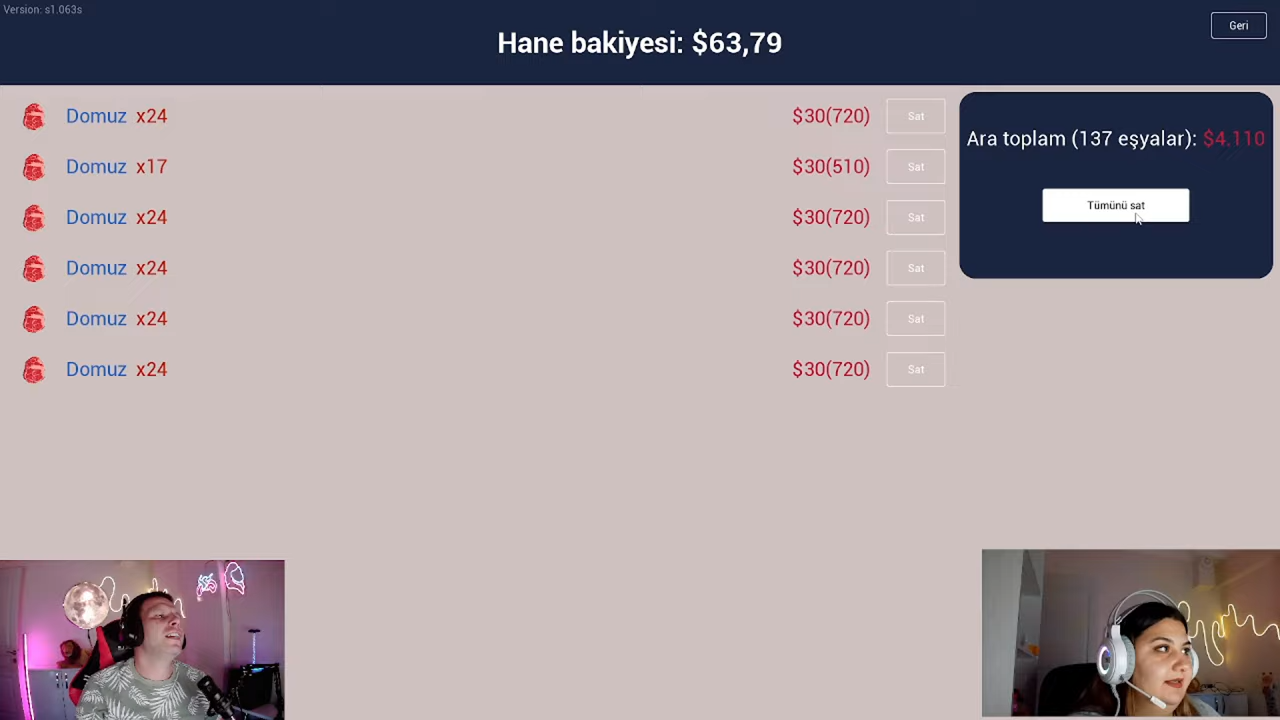 Version: s1.063s
Hane bakiyesi: $63,79
Geri
Domuz x24 $30(720) Sat
Domuz x17 $30(510) Sat
Domuz x24 $30(720) Sat
Domuz x24 $30(720) Sat
Domuz x24 $30(720) Sat
Domuz x24 $30(720) Sat
Ara toplam (137 eşyalar): $4.110
Tümünü sat